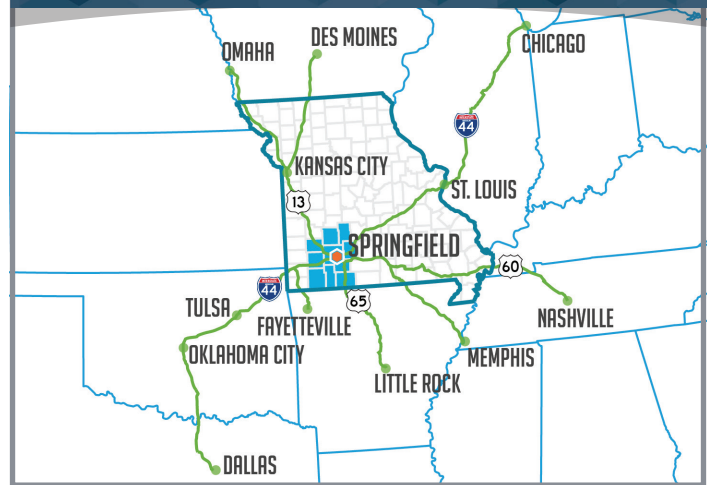 OMAHA
DES MOINES
CHICAGO
44
KANSAS CITY
ST. LOUIS
13
SPRINGFIELD
60
44
65
TULSA
FAYETTEVILLE
NASHVILLE
OKLAHOMA CITY
MEMPHIS
LITTLE ROCK
DALLAS